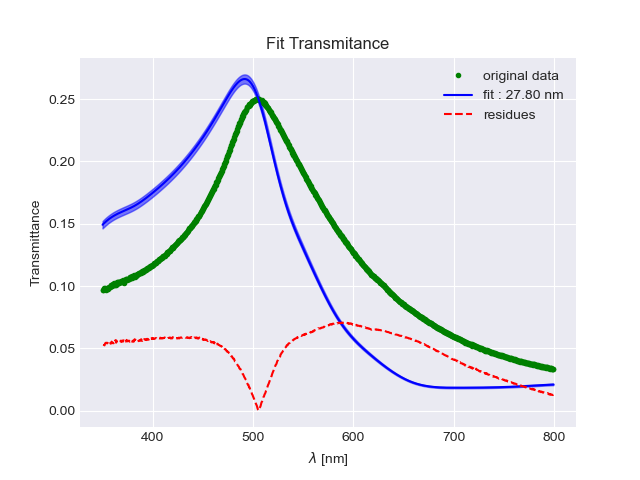 Fit Transmitance
original data
fit : 27.80 nm
residues
Transmittance
0.25
0.20
0.15
0.10
0.05
0.00
400 500 600 700 800
λ [nm]